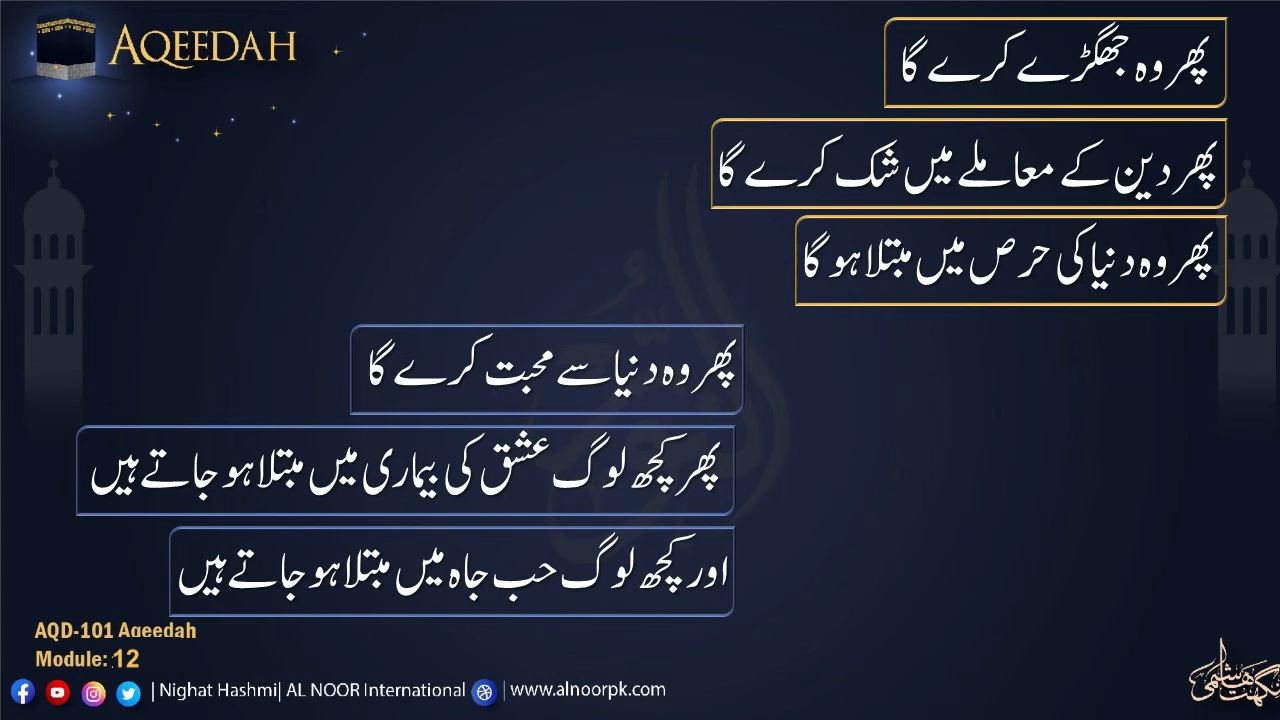 AQEEDAH
پھر وہ جھگڑے کرے گا
پھر دین کے معاملے میں شک کرے گا
پھر وہ دنیا کی حرص میں مبتلا ہو گا
پھر وہ دنیا سے محبت کرے گا
پھر کچھ لوگ عشق کی بیماری میں مبتلا ہو جاتے ہیں
اور کچھ لوگ حب جاہ میں مبتلا ہو جاتے ہیں
AQD-101 Aqeedah
Module: 12
| Nighat Hashmi| AL NOOR International | www.alnoorpk.com
نگہت ہاشمی